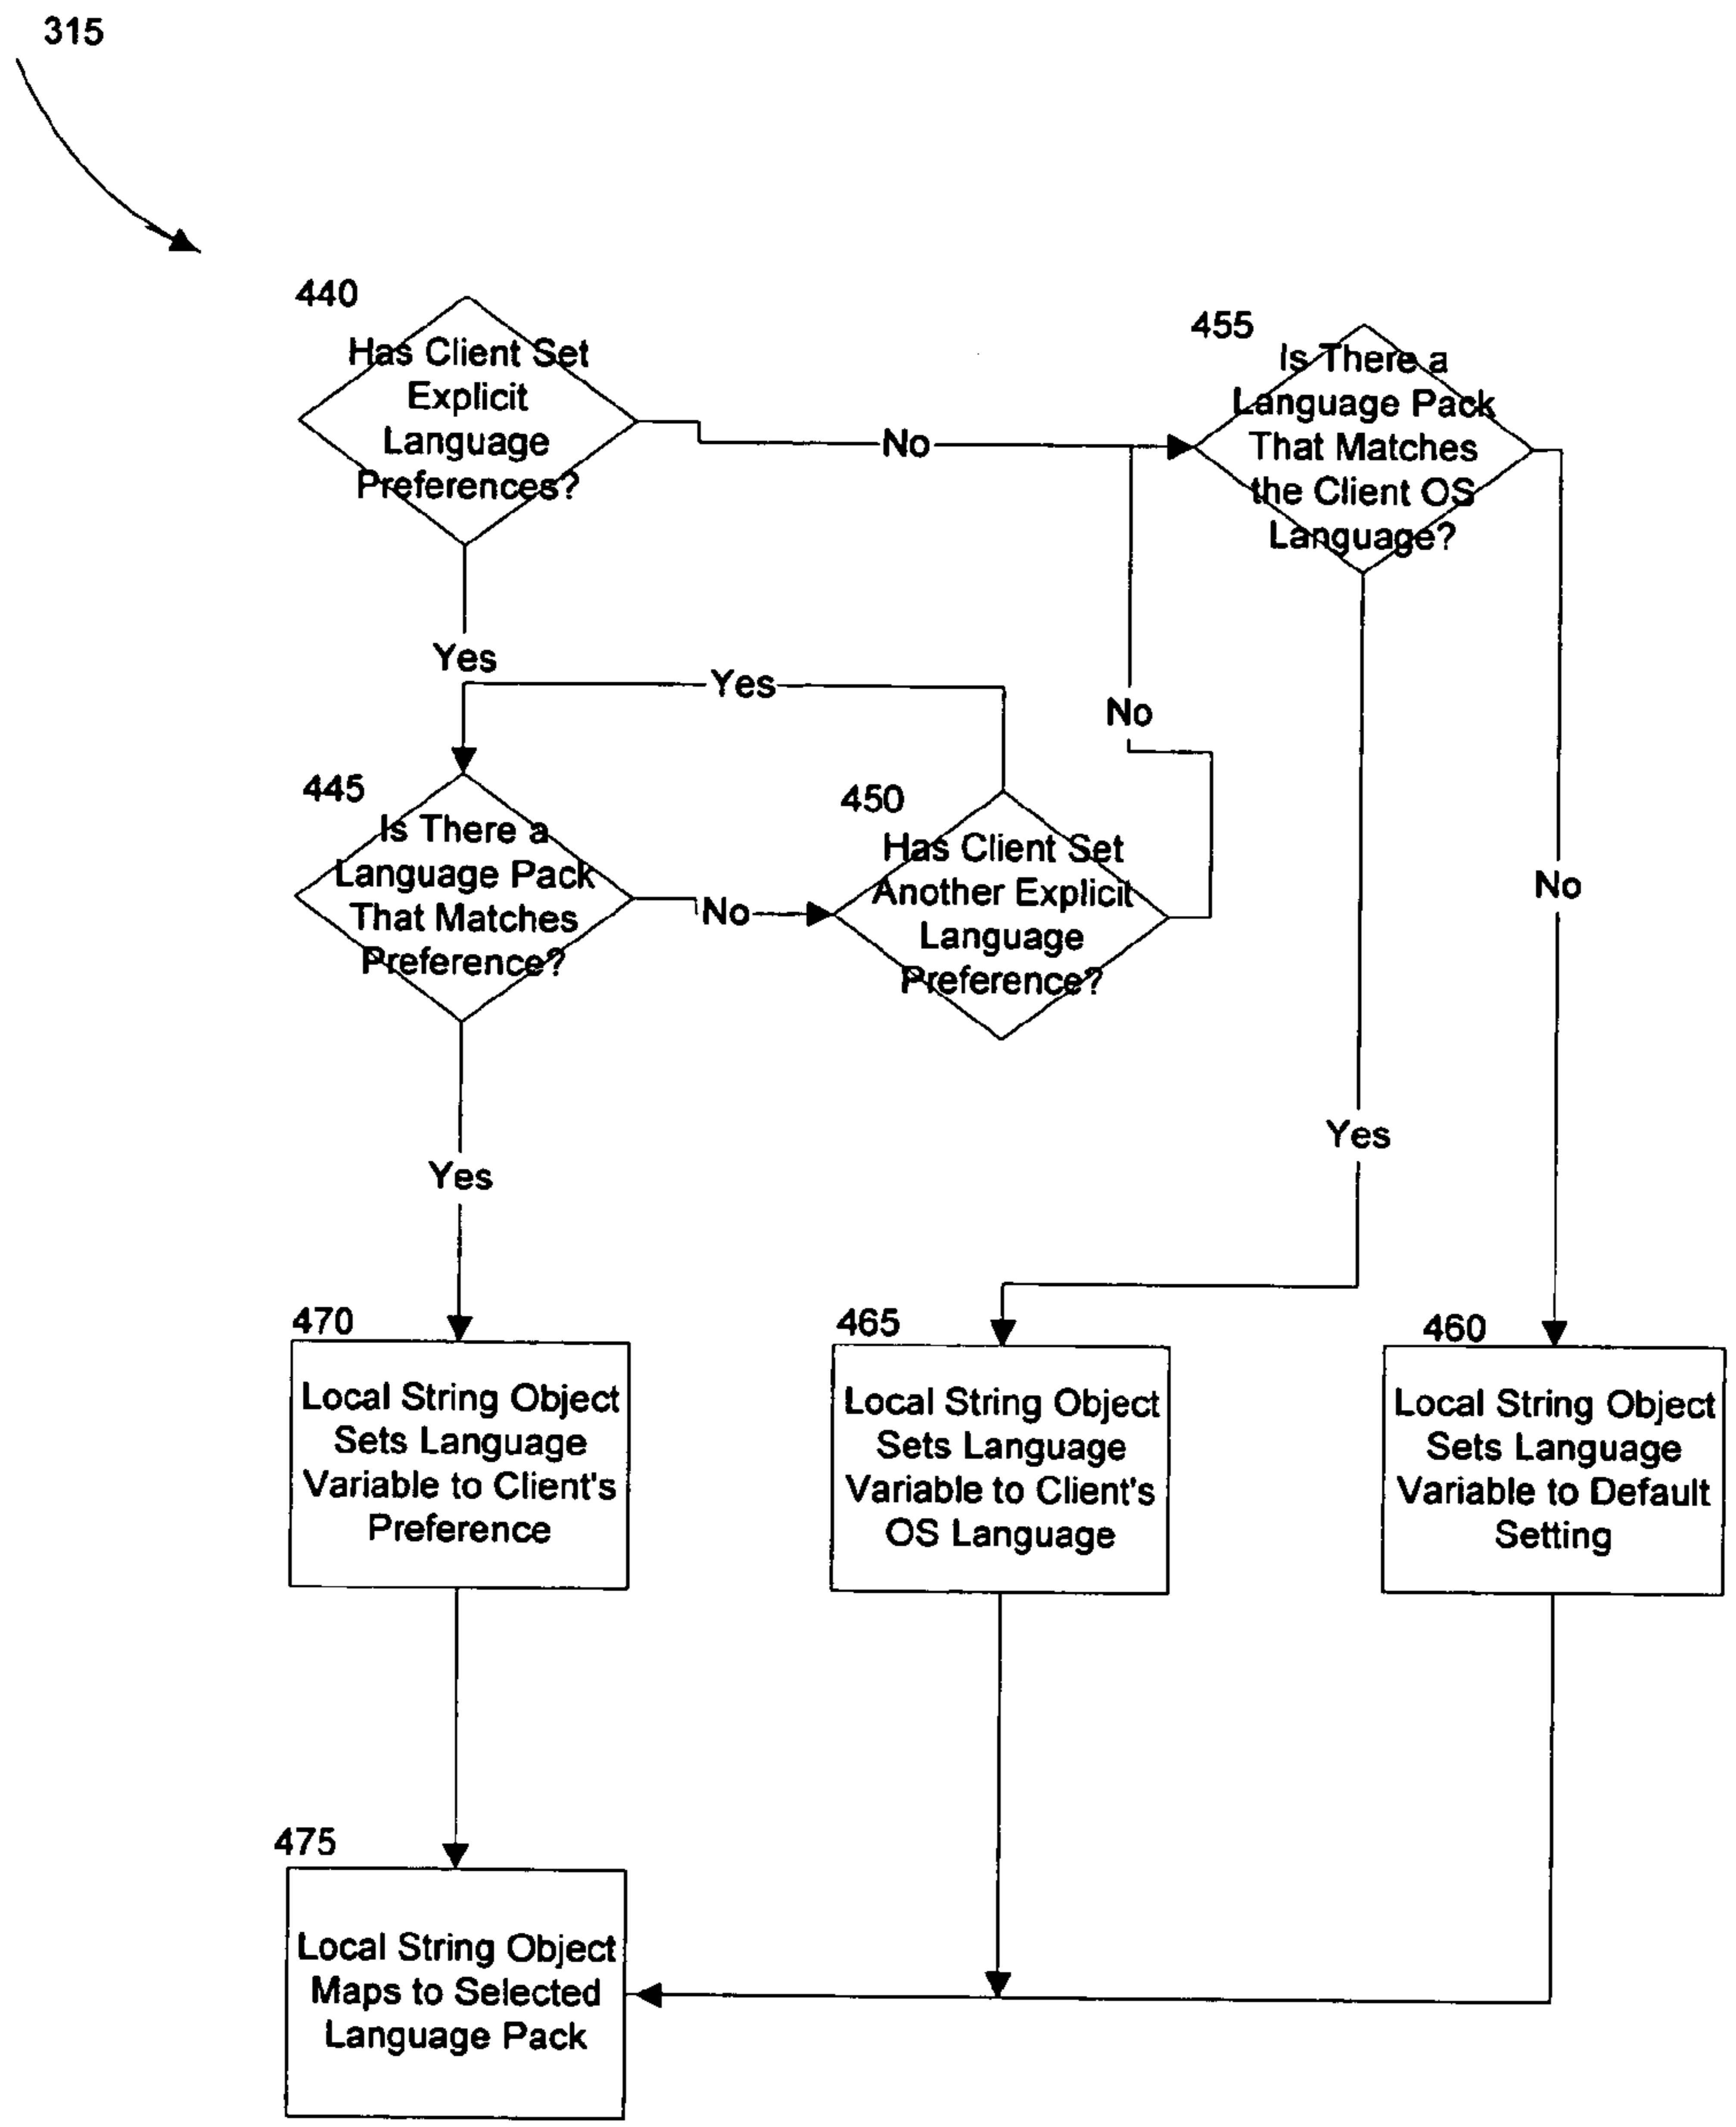 315
440
Has Client Set
Explicit
Language
Preferences?
No
455
Is There a
Language Pack
That Matches
the Client OS
Language?
Yes
Yes
No
445
Is There a
Language Pack
That Matches
Preference?
No
450
Has Client Set
Another Explicit
Language
Preference?
No
Yes
Yes
470
Local String Object
Sets Language
Variable to Client's
Preference
465
Local String Object
Sets Language
Variable to Client's
OS Language
460
Local String Object
Sets Language
Variable to Default
Setting
475
Local String Object
Maps to Selected
Language Pack